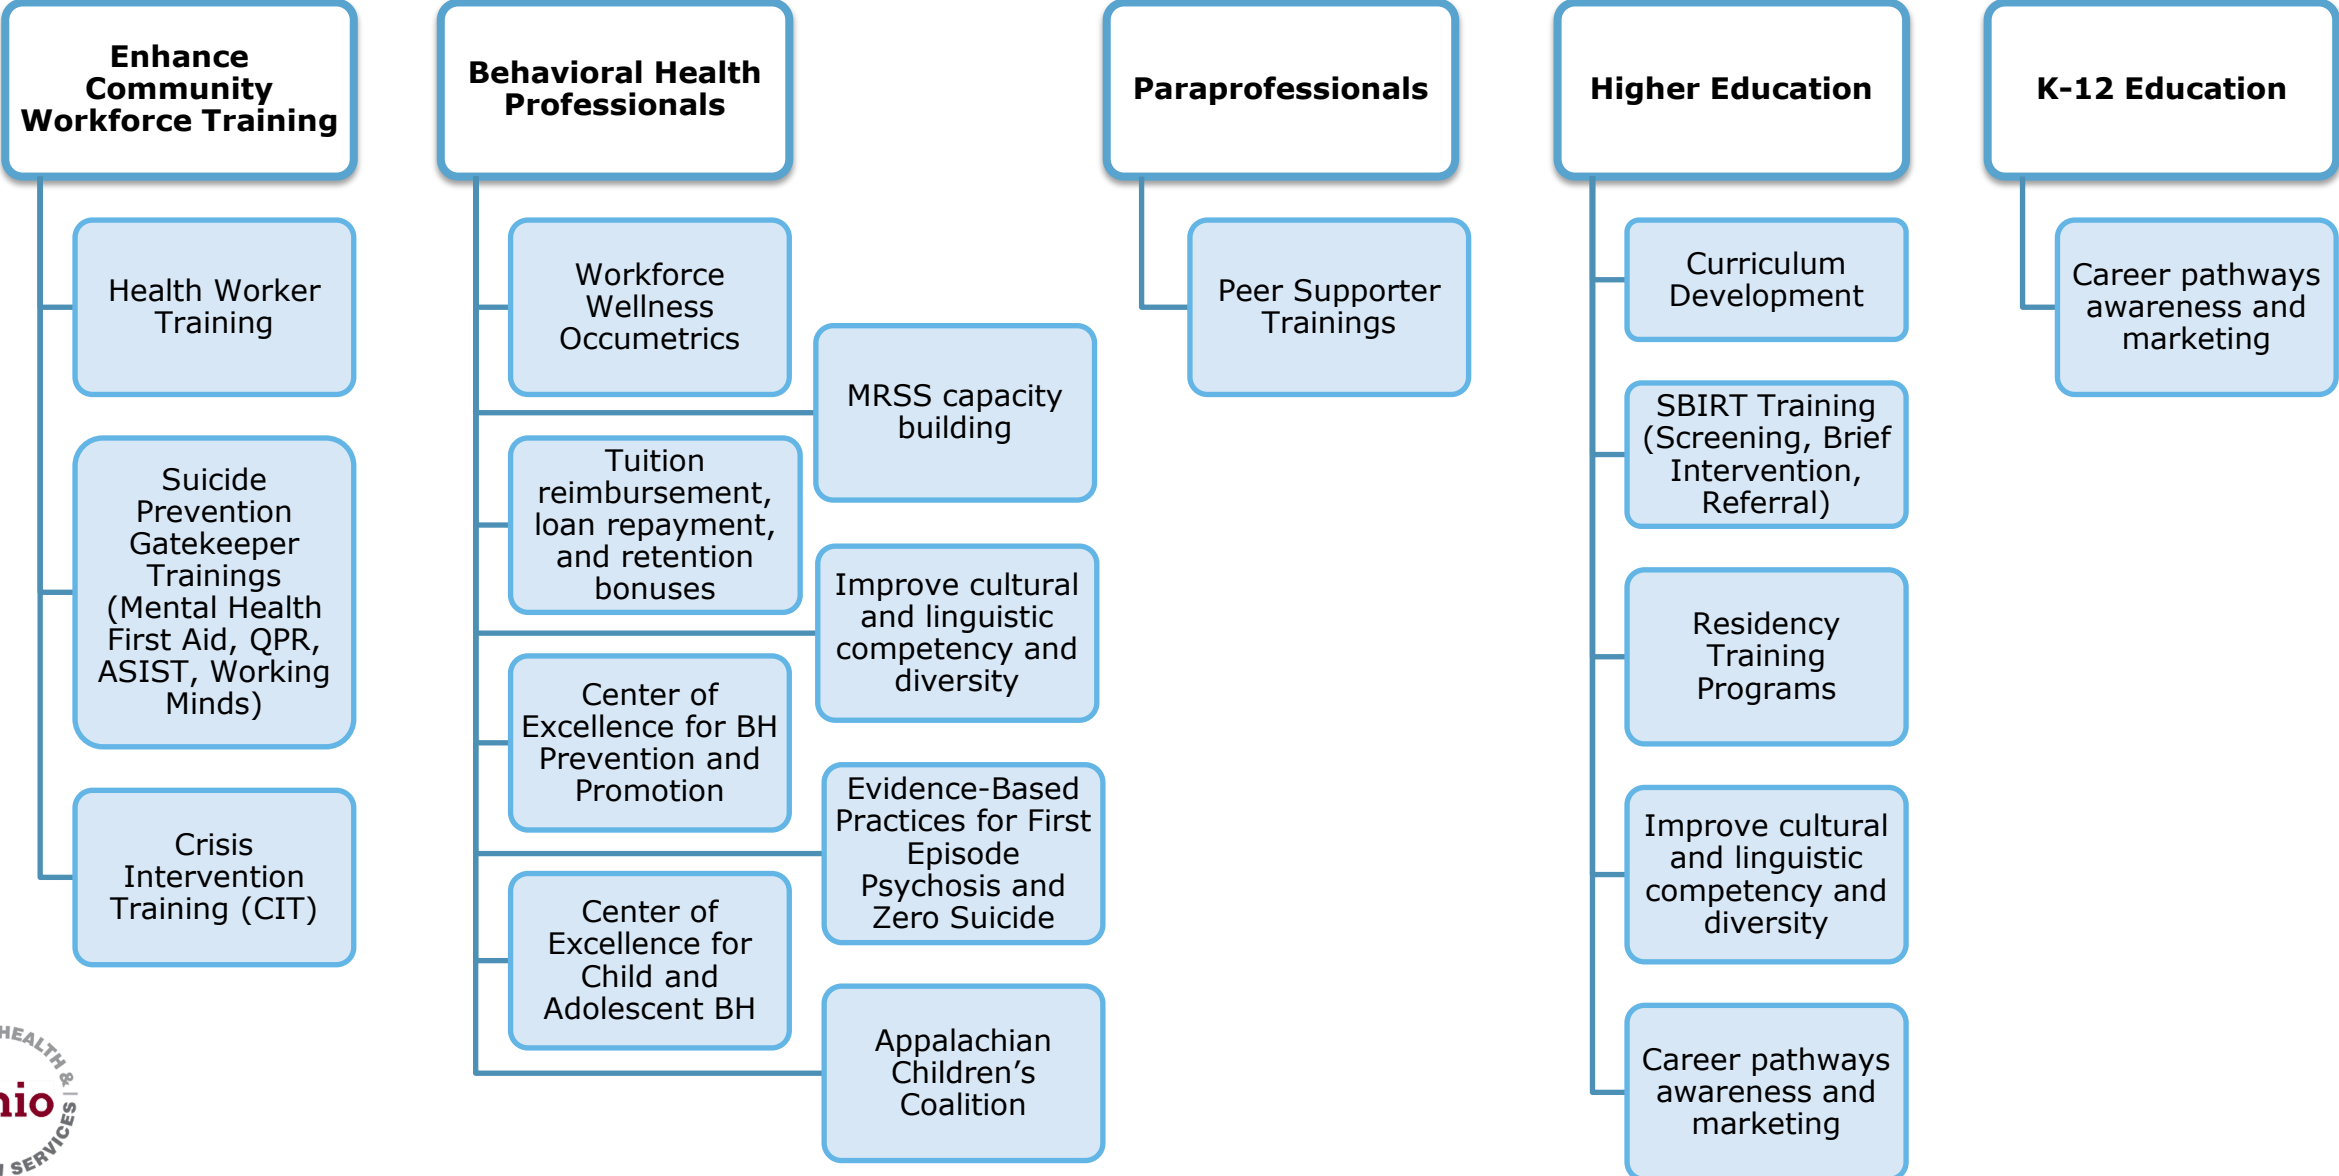 Enhance
Community
Workforce Training
Health Worker
Training
Suicide
Prevention
Gatekeeper
Trainings
(Mental Health
First Aid, QPR,
ASIST, Working
Minds)
Crisis
Intervention
Training (CIT)
Behavioral Health
Professionals
Workforce
Wellness
Occumetrics
MRSS capacity
building
Tuition
reimbursement,
loan repayment,
and retention
bonuses
Improve cultural
and linguistic
competency and
diversity
Center of
Excellence for BH
Prevention and
Promotion
Evidence-Based
Practices for First
Episode
Psychosis and
Zero Suicide
Center of
Excellence for
Child and
Adolescent BH
Appalachian
Children’s
Coalition
Paraprofessionals
Peer Supporter
Trainings
Higher Education
Curriculum
Development
SBIRT Training
(Screening, Brief
Intervention,
Referral)
Residency
Training
Programs
Improve cultural
and linguistic
competency and
diversity
Career pathways
awareness and
marketing
K-12 Education
Career pathways
awareness and
marketing
HEALTH &
SERVICES